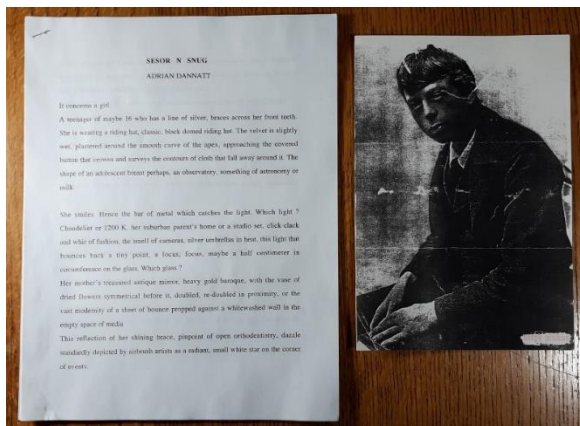 SESOR N SNUG
ADRIAN DANNATT
It concerns a girl
A teenager of maybe 16 who has a line of silver, braces across her front teeth.
She is wearing a riding hat, classic, black domed riding hat. The velvet is slightly
wet, plastered around the smooth curve of the apex, approaching the covered
button that crowns and surveys the contours of cloth that fall away around it. The
shape of an adolescent breast perhaps, an observatory, something of astronomy or
milk.
She smiles. Hence the bar of metal which catches the light. Which light ?
Chandelier or 1200 K. her suburban parent's home or a studio set, click-clack
and whir of fashion, the smell of cameras, silver umbrellas in heat, this light that
bounces back a tiny point, a locus, focus, maybe a half centimeter in
circumference on the glass. Which glass ?
Her mother's treasured antique mirror, heavy gold baroque, with the vase of
dried flowers symmetrical before it, doubled, re-doubled in proximity, or the
vast modernity of a sheet of bounce propped against a whitewashed wall in the
empty space of media
This reflection of her shining brace, pinpoint of open orthodentistry, dazzle
standardly depicted by airbrush artists as a radiant, small white star on the corner
of events.